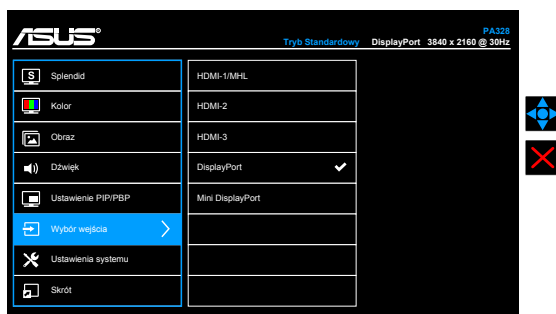 ASUS
PA328
Tryb Standardowy DisplayPort 3840 x 2160 @ 30Hz
S Splendid
Kolor
Obraz
Dźwięk
Ustawienie PIP/PBP
Wybór wejścia
Ustawienia systemu
Skrót
HDMI-1/MHL
HDMI-2
HDMI-3
DisplayPort
Mini DisplayPort